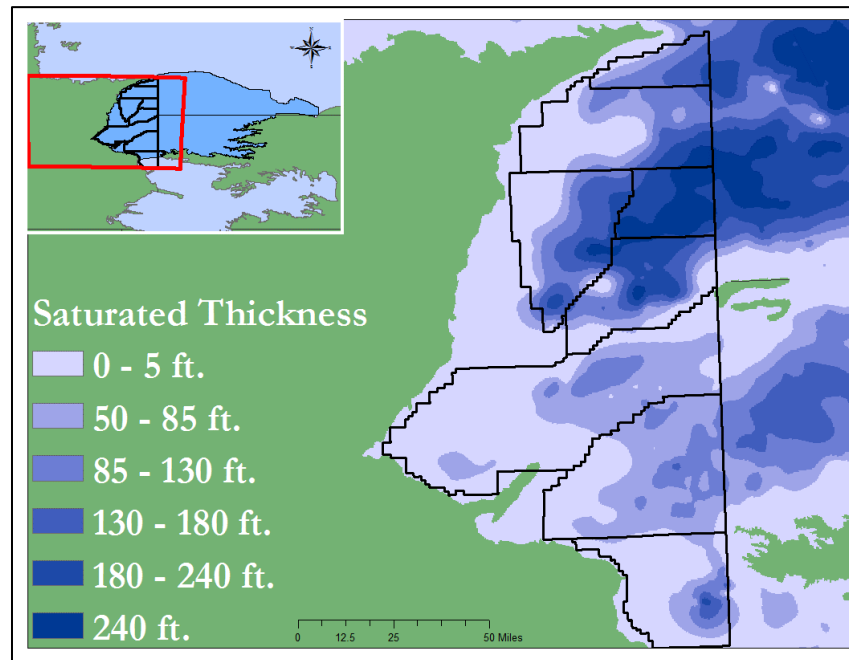 Saturated Thickness
0 - 5 ft.
50 - 85 ft.
85 - 130 ft.
130 - 180 ft.
180 - 240 ft.
240 ft.
0 12.5 25 50 Miles